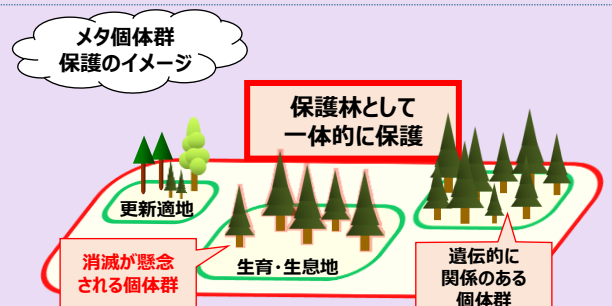 メタ個体群
保護のイメージ
保護林として
一体的に保護
更新適地
消滅が懸念
される個体群
生育・生息地
遺伝的に
関係のある
個体群